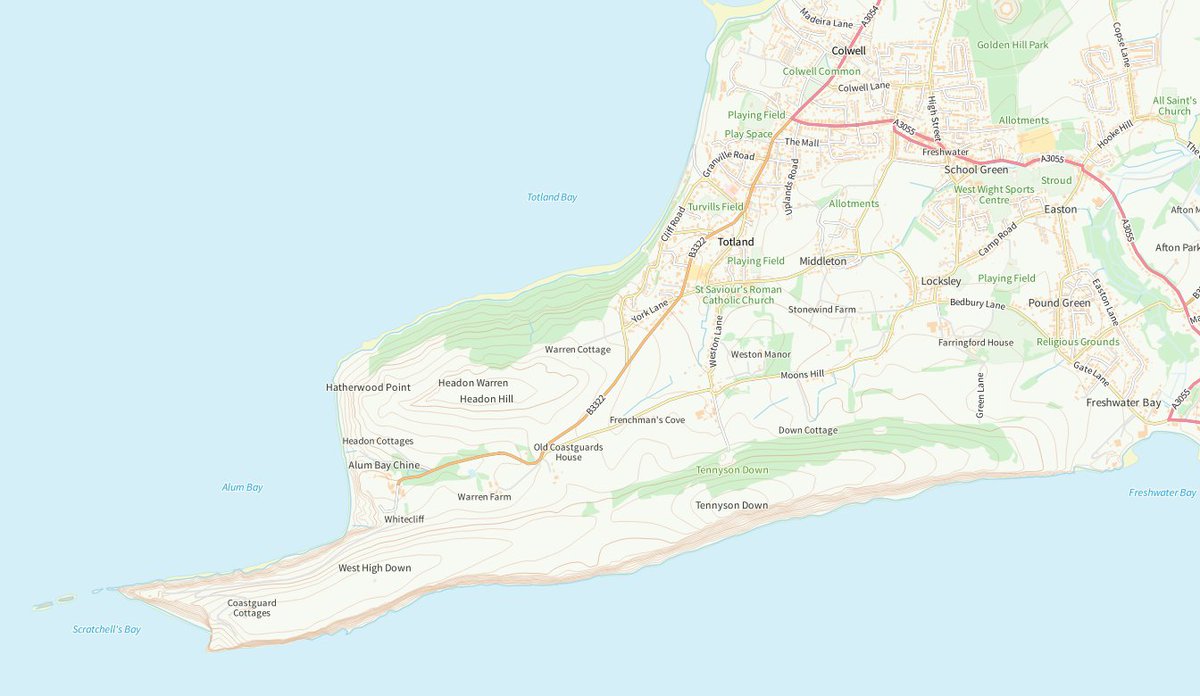 Madeira Lane
A3054
Colwell
Golden Hill Park
Copse Lane
Colwell Common
Colwell Lane
High Street
All Saint's
Church
Playing Field
Play Space
A3055
Allotments
Hooke Hill
The Mall
Freshwater
Granville Road
A3055
School Green
Uplands Road
Stroud
West Wight Sports
Centre
Totland Bay
Turvills Field
Allotments
Easton
Afton M
Cliff Road
A3055
Camp Road
B3322
Totland
Afton Park
Playing Field
Middleton
Locksley
Playing Field
St Saviour's Roman
Catholic Church
Easton Lane
York Lane
Stonewind Farm
Bedbury Lane
Pound Green
Weston Lane
Warren Cottage
Weston Manor
Farringford House
Religious Grounds
Hatherwood Point
Headon Warren
Headon Hill
Moons Hill
Gate Lane
Green Lane
B3322
Freshwater Bay
A3055
Frenchman's Cove
Down Cottage
Headon Cottages
Old Coastguards
House
Alum Bay Chine
Tennyson Down
Alum Bay
Warren Farm
Freshwater Bay
Tennyson Down
Whitecliff
West High Down
Coastguard
Cottages
Scratchell's Bay